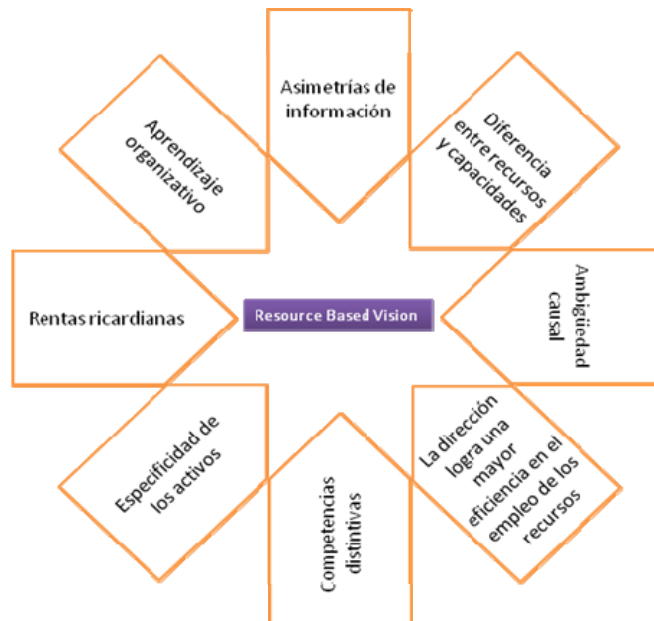 Asimetrías de
información
Aprendizaje
organizativo
Diferencia
entre recursos
y capacidades
Rentas ricardianas
Resource Based Vision
Ambigüedad
causal
Especificidad de
los activos
Competencias
distintivas
La dirección
logra una
mayor
eficiencia en el
empleo de los
recursos